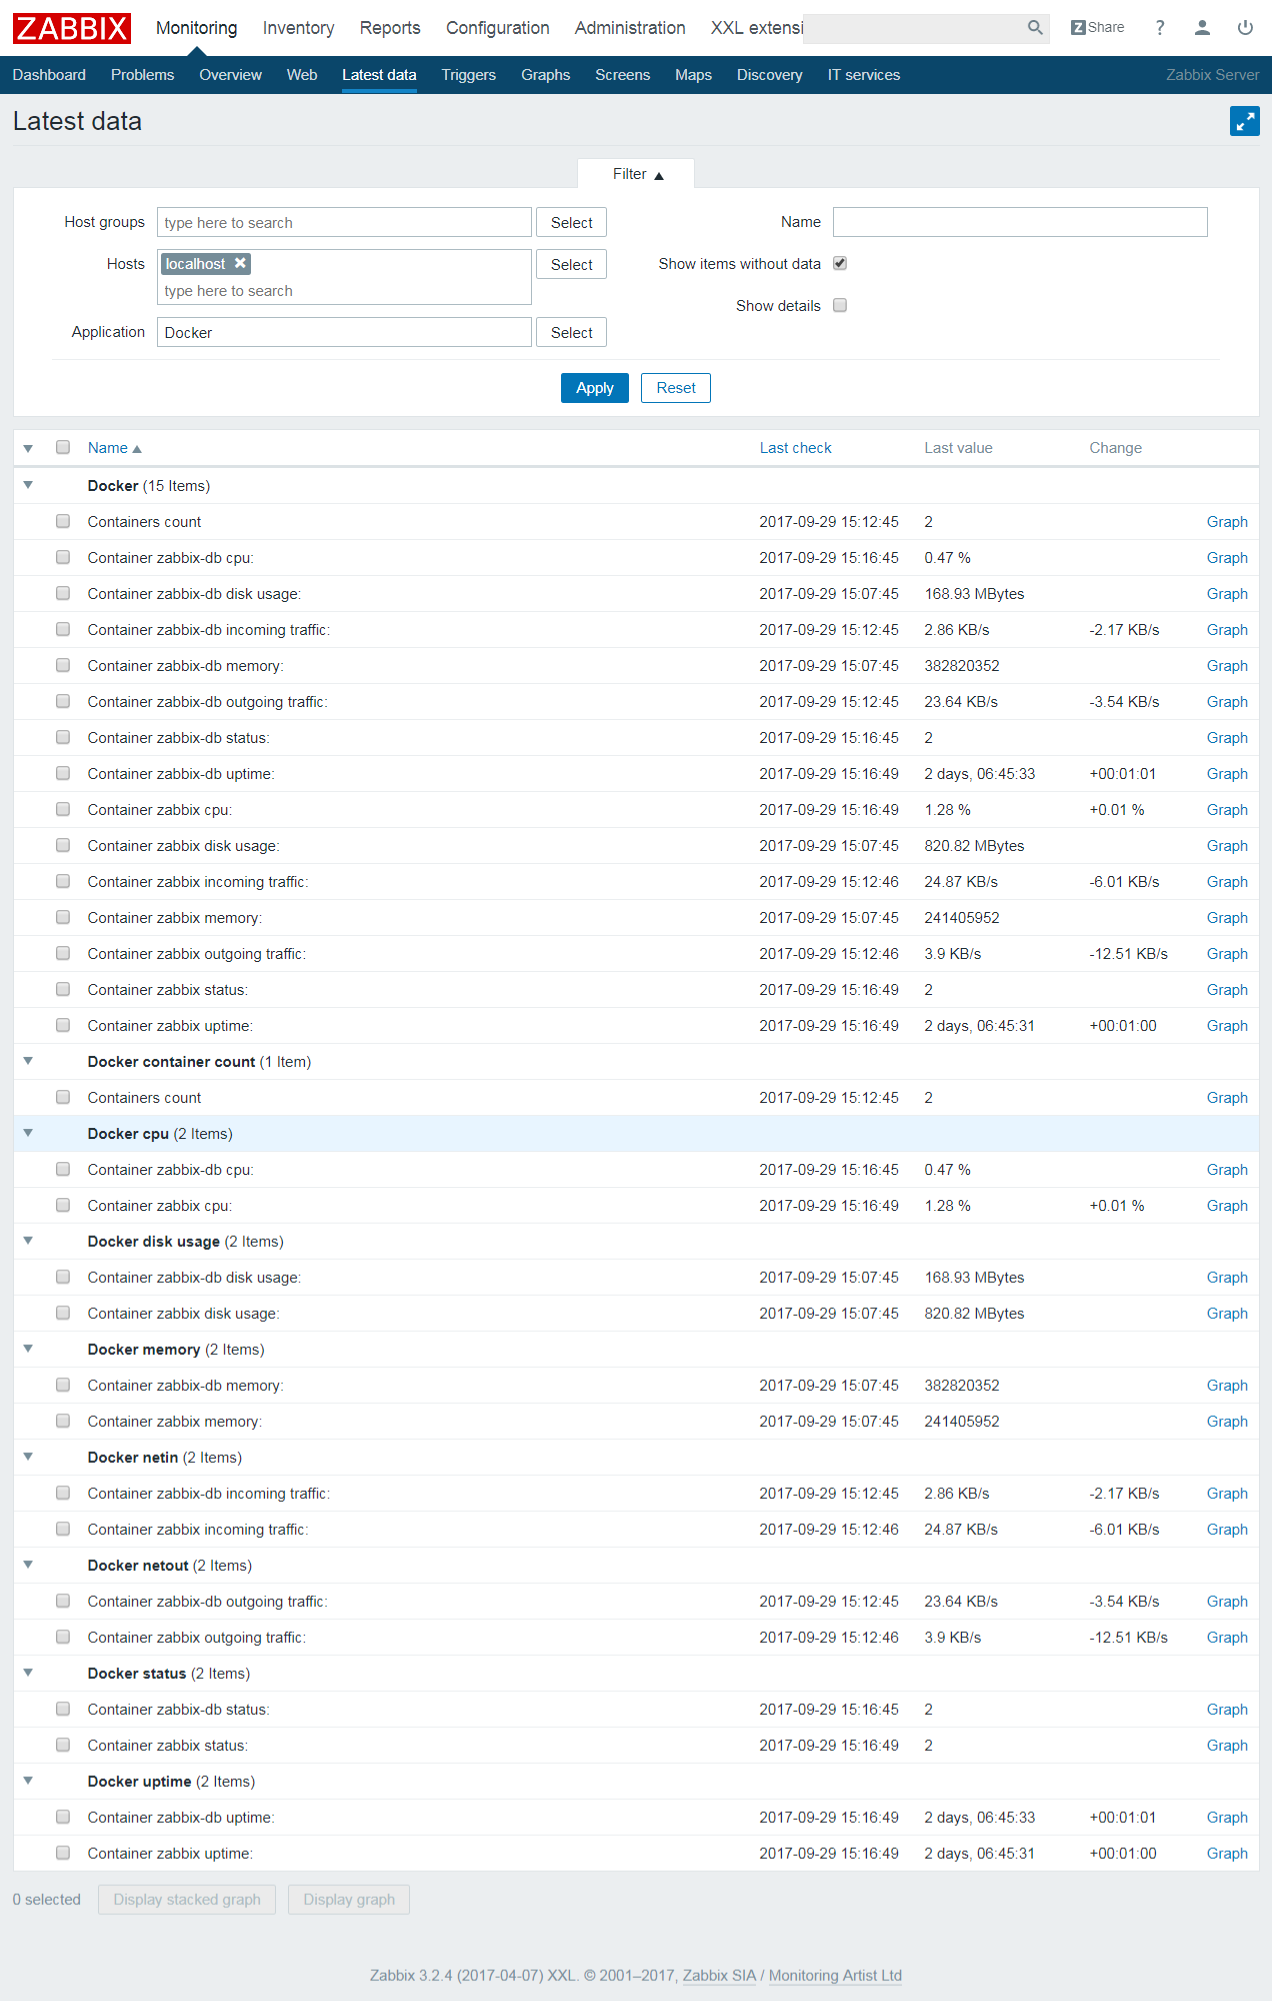 ZABBIX Monitoring Inventory Reports Configuration Administration XXL extensi Z Share ?
Dashboard Problems Overview Web Latest data Triggers Graphs Screens Maps Discovery IT services Zabbix Server
Latest data
Filter ▲
Host groups type here to search Select Name
Hosts localhost ✖ Select Show items without data
type here to search
Show details
Application Docker Select
Apply Reset
Name ▲ Last check Last value Change
Docker (15 Items)
Containers count 2017-09-29 15:12:45 2 Graph
Container zabbix-db cpu: 2017-09-29 15:16:45 0.47 % Graph
Container zabbix-db disk usage: 2017-09-29 15:07:45 168.93 MBytes Graph
Container zabbix-db incoming traffic: 2017-09-29 15:12:45 2.86 KB/s -2.17 KB/s Graph
Container zabbix-db memory: 2017-09-29 15:07:45 382820352 Graph
Container zabbix-db outgoing traffic: 2017-09-29 15:12:45 23.64 KB/s -3.54 KB/s Graph
Container zabbix-db status: 2017-09-29 15:16:45 2 Graph
Container zabbix-db uptime: 2017-09-29 15:16:49 2 days, 06:45:33 +00:01:01 Graph
Container zabbix cpu: 2017-09-29 15:16:49 1.28 % +0.01 % Graph
Container zabbix disk usage: 2017-09-29 15:07:45 820.82 MBytes Graph
Container zabbix incoming traffic: 2017-09-29 15:12:46 24.87 KB/s -6.01 KB/s Graph
Container zabbix memory: 2017-09-29 15:07:45 241405952 Graph
Container zabbix outgoing traffic: 2017-09-29 15:12:46 3.9 KB/s -12.51 KB/s Graph
Container zabbix status: 2017-09-29 15:16:49 2 Graph
Container zabbix uptime: 2017-09-29 15:16:49 2 days, 06:45:31 +00:01:00 Graph
Docker container count (1 Item)
Containers count 2017-09-29 15:12:45 2 Graph
Docker cpu (2 Items)
Container zabbix-db cpu: 2017-09-29 15:16:45 0.47 % Graph
Container zabbix cpu: 2017-09-29 15:16:49 1.28 % +0.01 % Graph
Docker disk usage (2 Items)
Container zabbix-db disk usage: 2017-09-29 15:07:45 168.93 MBytes Graph
Container zabbix disk usage: 2017-09-29 15:07:45 820.82 MBytes Graph
Docker memory (2 Items)
Container zabbix-db memory: 2017-09-29 15:07:45 382820352 Graph
Container zabbix memory: 2017-09-29 15:07:45 241405952 Graph
Docker netin (2 Items)
Container zabbix-db incoming traffic: 2017-09-29 15:12:45 2.86 KB/s -2.17 KB/s Graph
Container zabbix incoming traffic: 2017-09-29 15:12:46 24.87 KB/s -6.01 KB/s Graph
Docker netout (2 Items)
Container zabbix-db outgoing traffic: 2017-09-29 15:12:45 23.64 KB/s -3.54 KB/s Graph
Container zabbix outgoing traffic: 2017-09-29 15:12:46 3.9 KB/s -12.51 KB/s Graph
Docker status (2 Items)
Container zabbix-db status: 2017-09-29 15:16:45 2 Graph
Container zabbix status: 2017-09-29 15:16:49 2 Graph
Docker uptime (2 Items)
Container zabbix-db uptime: 2017-09-29 15:16:49 2 days, 06:45:33 +00:01:01 Graph
Container zabbix uptime: 2017-09-29 15:16:49 2 days, 06:45:31 +00:01:00 Graph
0 selected Display stacked graph Display graph
Zabbix 3.2.4 (2017-04-07) XXL. © 2001–2017, Zabbix SIA / Monitoring Artist Ltd